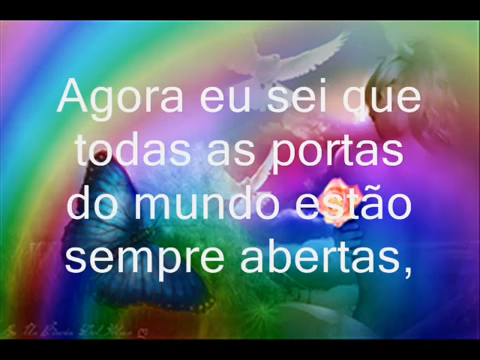 Agora eu sei que
todas as portas
do mundo estão
sempre abertas,